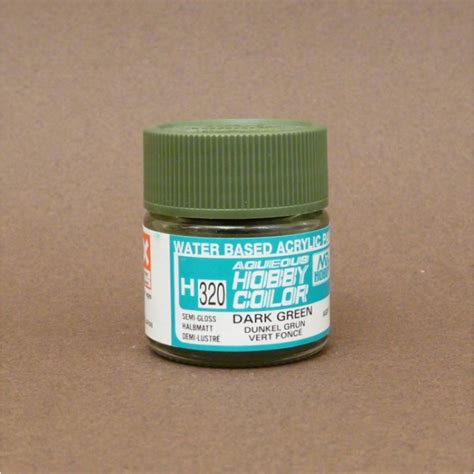 WATER BASED ACRYLIC
AQUEOUS
HOBBY
COLOR
H 320
SEMI-GLOSS
HALBMATT
DEMI-LUSTRÉ
DARK GREEN
DUNKEL GRUN
VERT FONCE